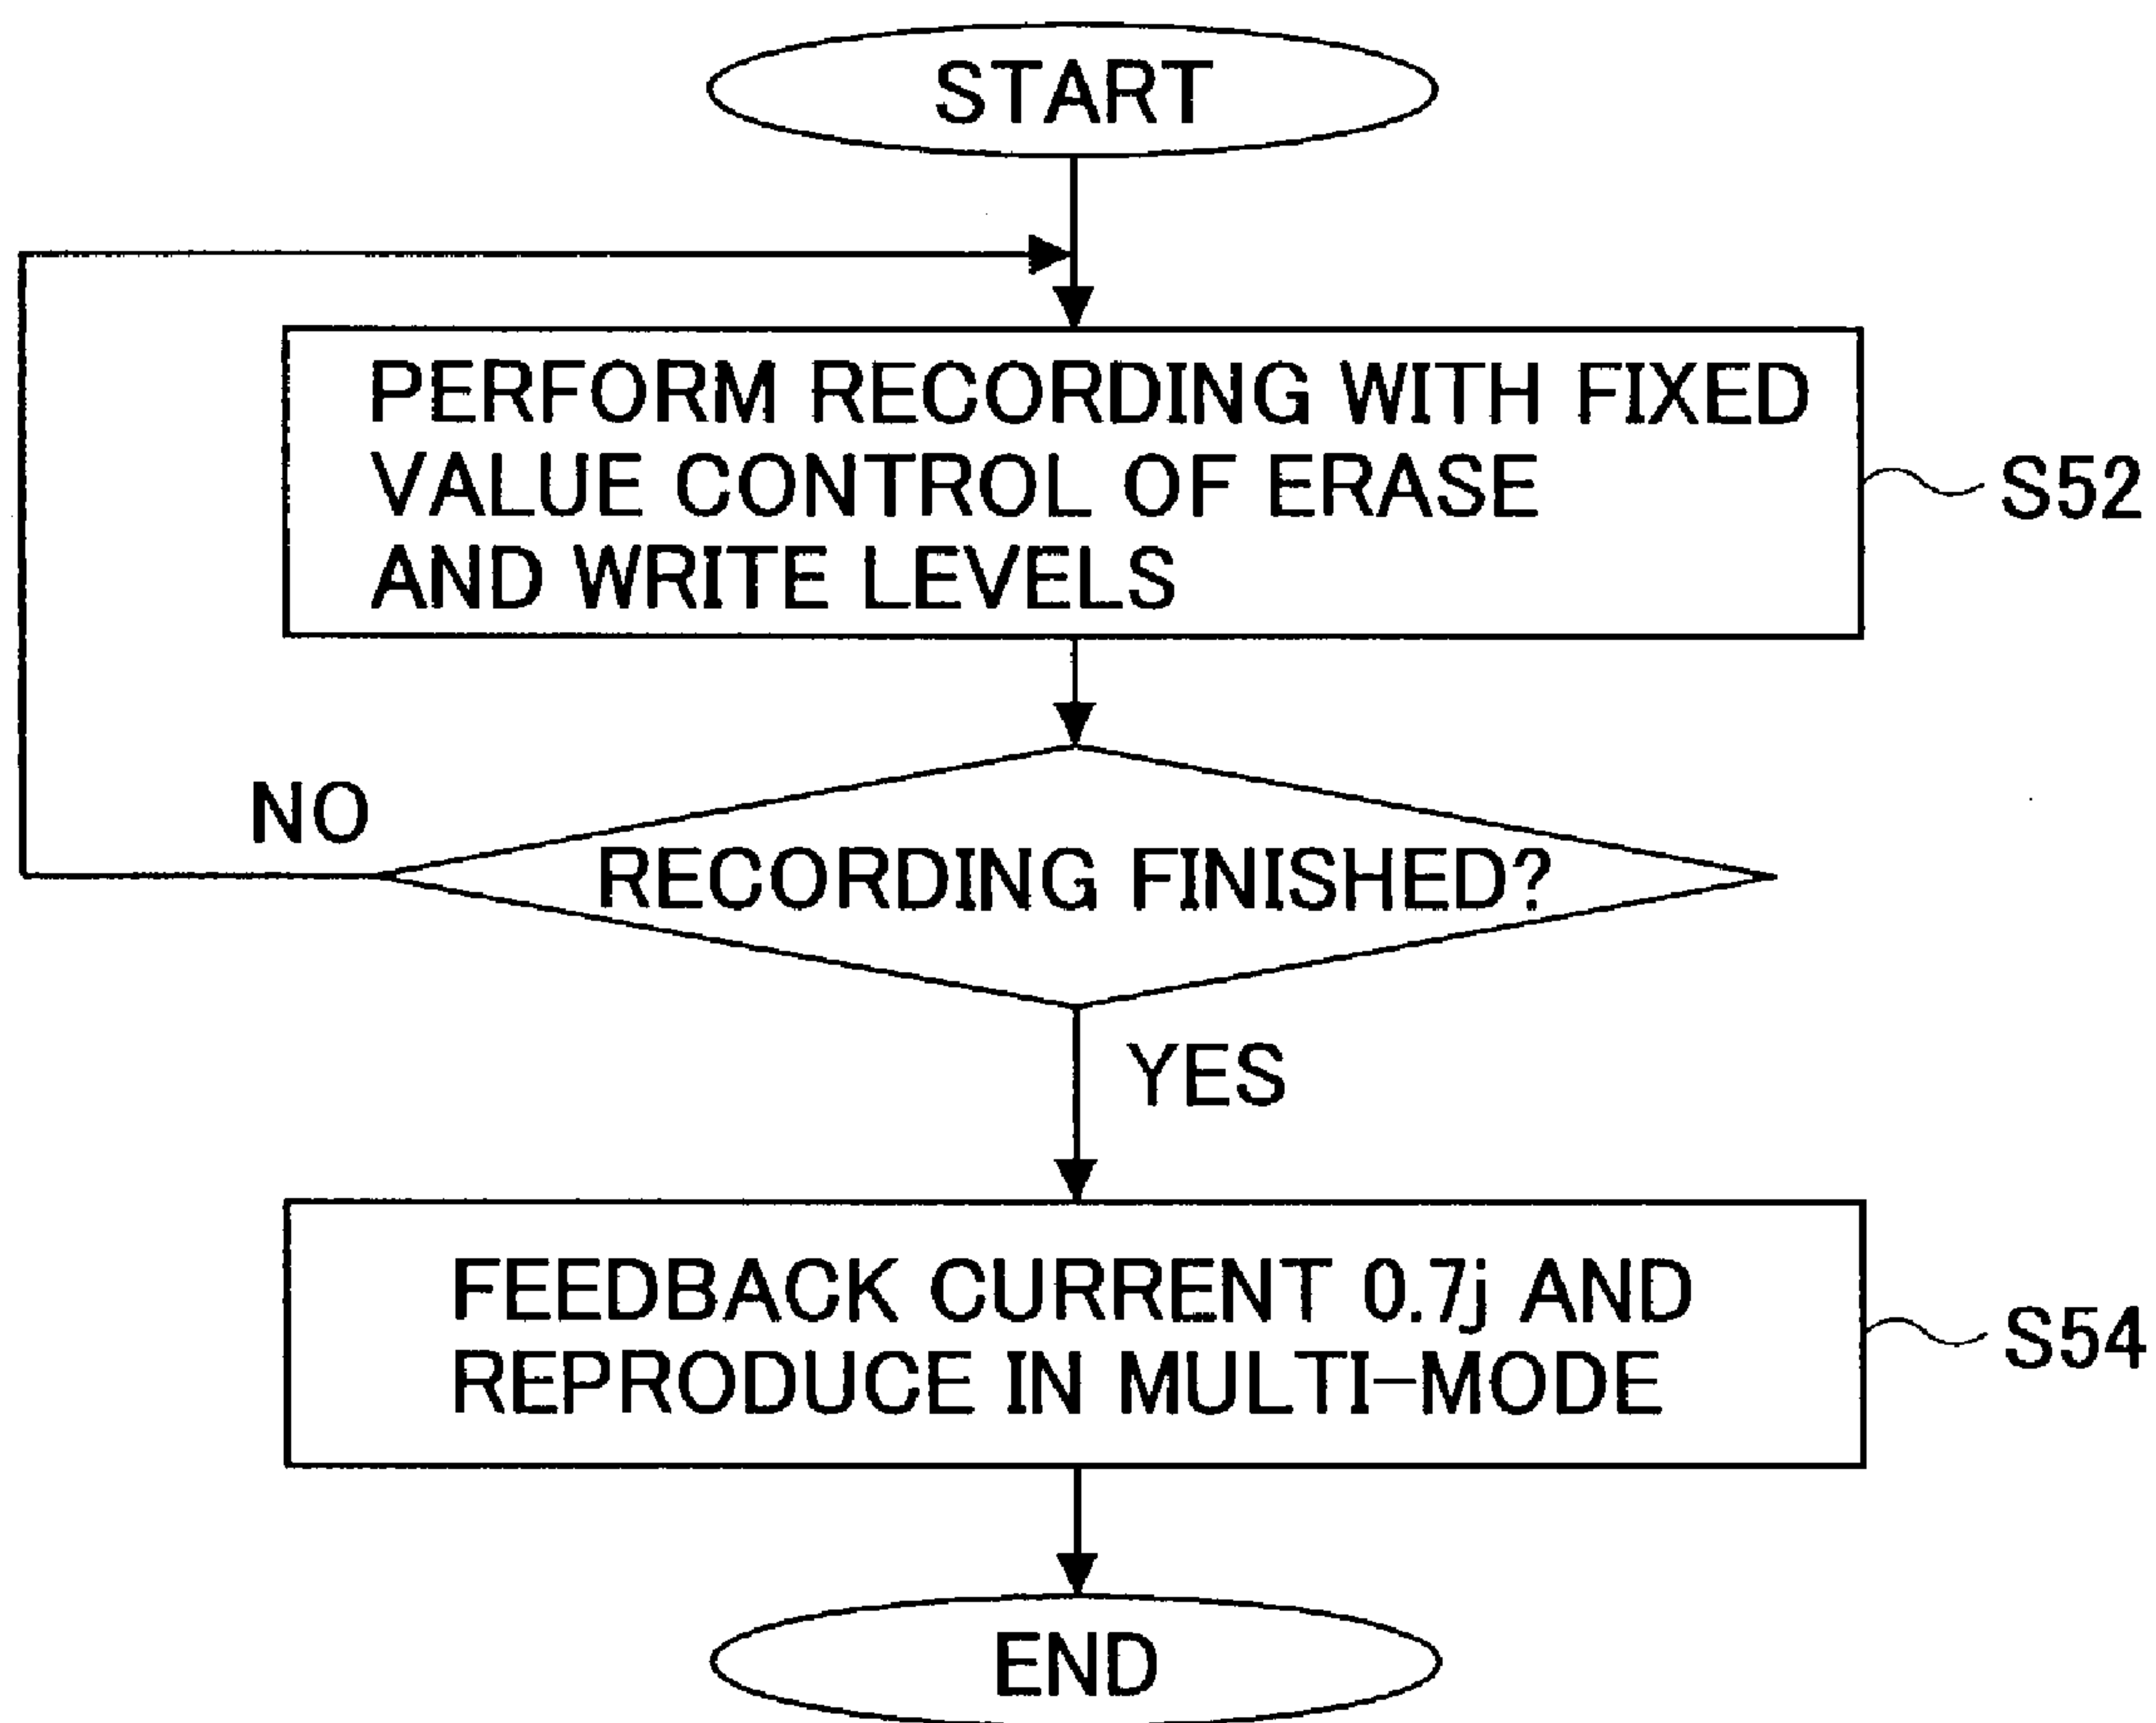 START
PERFORM RECORDING WITH FIXED
VALUE CONTROL OF ERASE
AND WRITE LEVELS
S52
NO
RECORDING FINISHED?
YES
FEEDBACK CURRENT 0.7j AND
REPRODUCE IN MULTI-MODE
S54
END